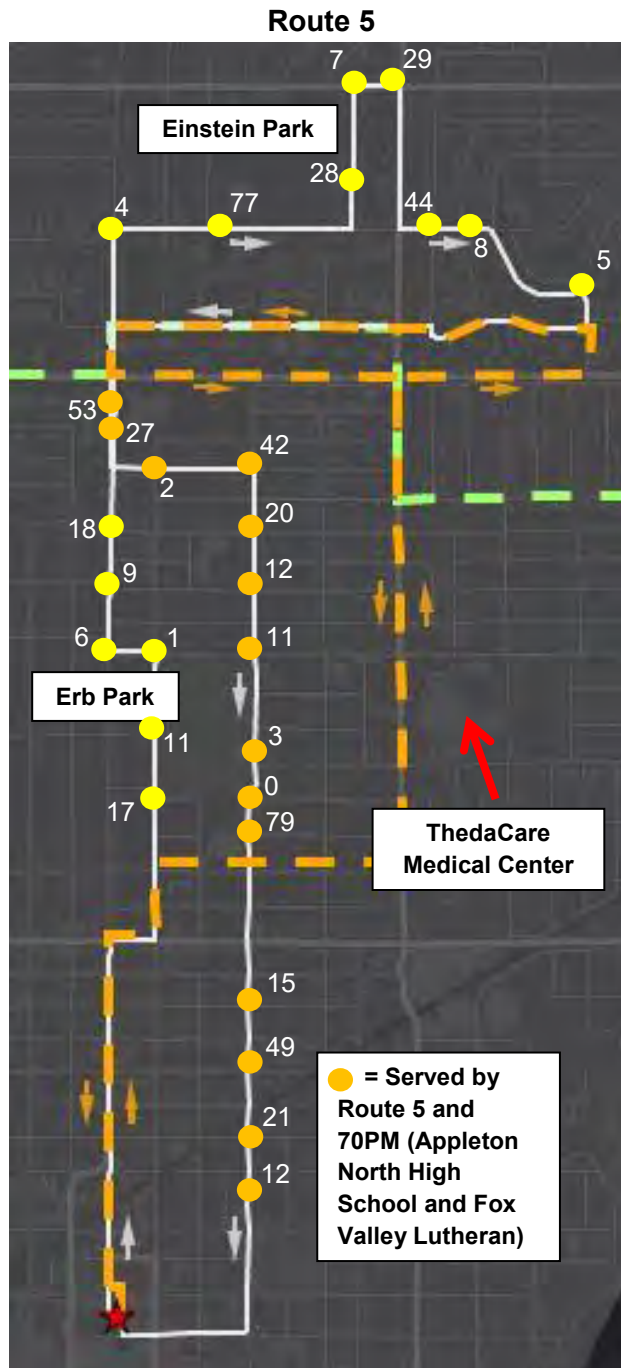 Route 5
7
29
Einstein Park
28
4
77
44
8
5
53
27
42
2
18
20
9
12
6
1
11
Erb Park
11
3
17
0
79
ThedaCare
Medical Center
15
49
= Served by
Route 5 and
70PM (Appleton
North High
School and Fox
Valley Lutheran)
21
12